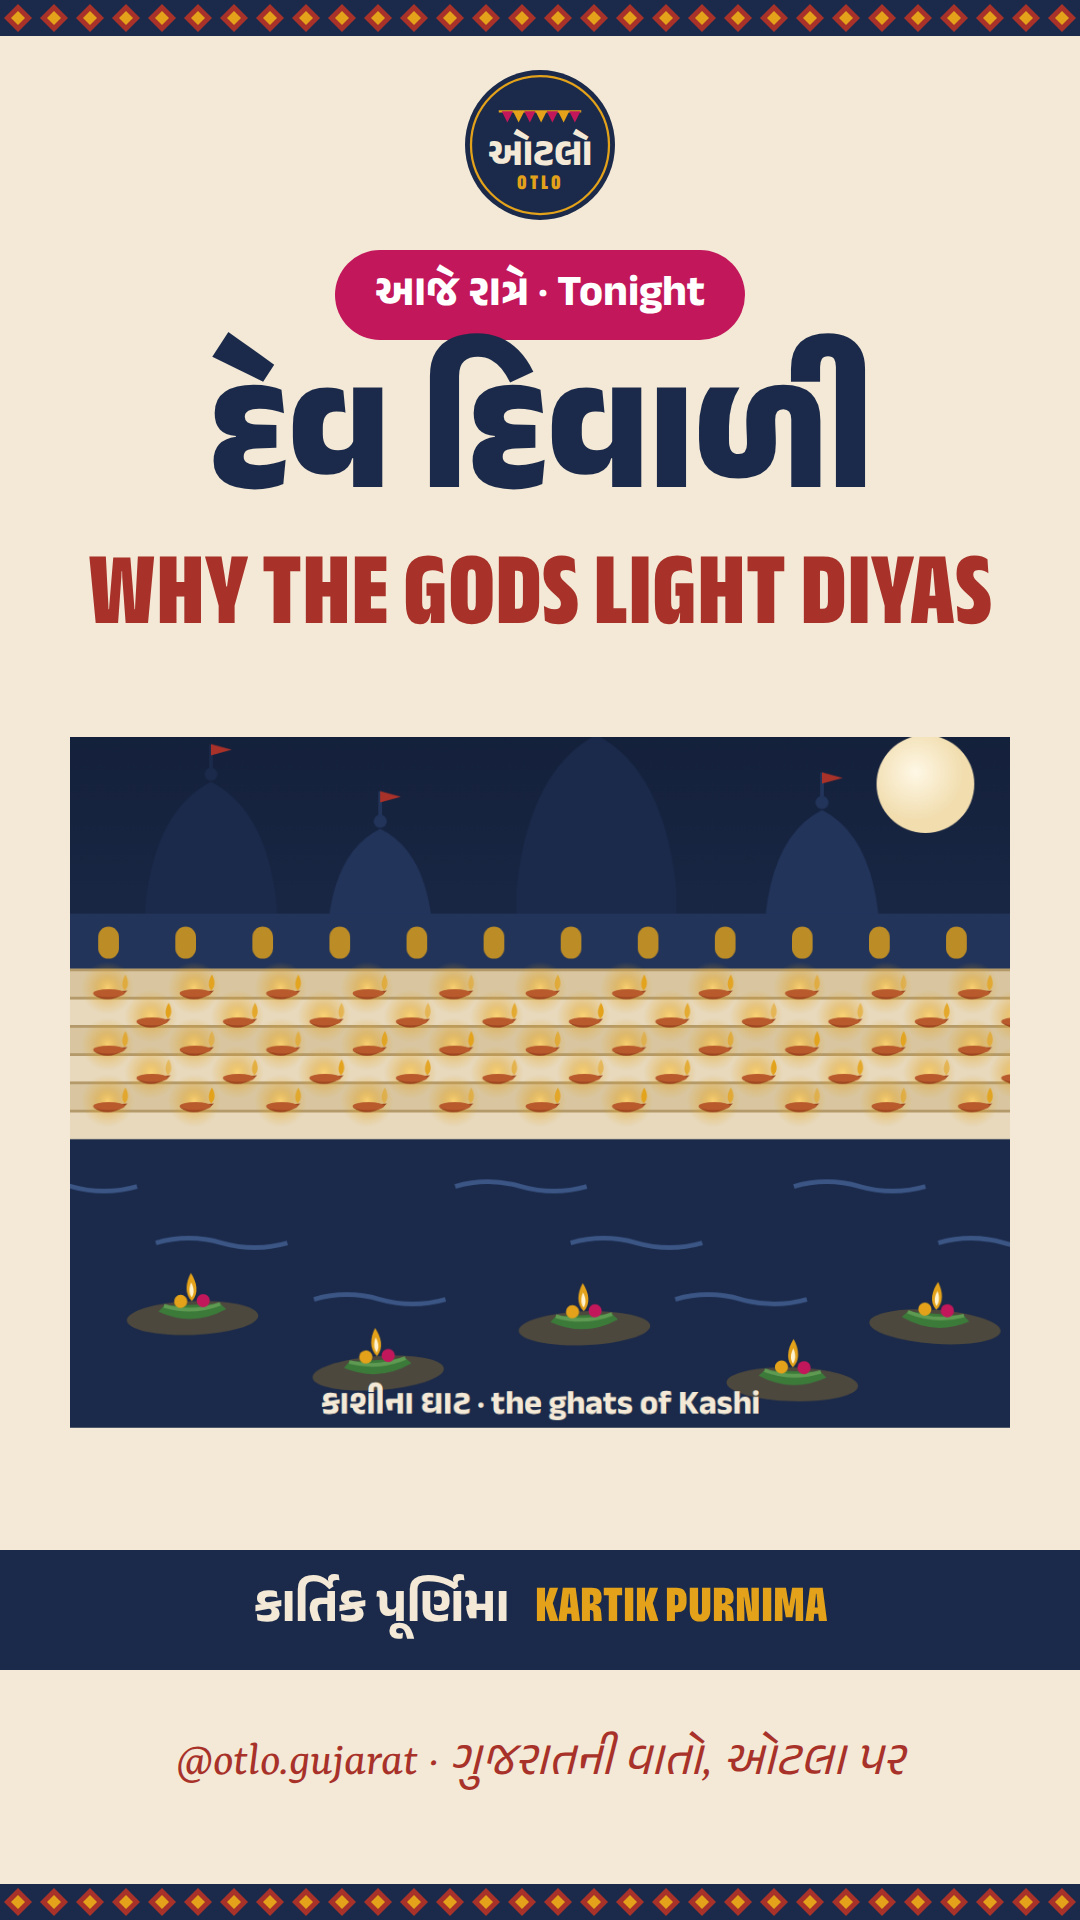 ઓટલો
OTLO
આજે રાત્રે · Tonight
દેવ દિવાળી
WHY THE GODS LIGHT DIYAS
કાશીના ઘાટ · the ghats of Kashi
કાર્તિક પૂર્ણિમા KARTIK PURNIMA
@otlo.gujarat · ગુજરાતની વાતો, ઓટલા પર